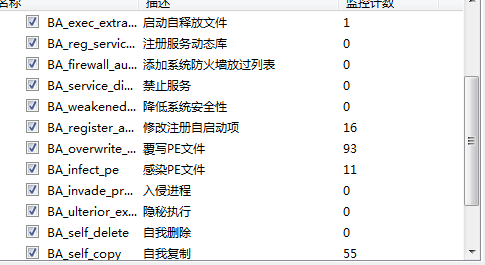 名称 描述 监控计数
BA_exec_extra... 启动自释放文件 1
BA_reg_servic... 注册服务动态库 0
BA_firewall_au... 添加系统防火墙放过列表 0
BA_service_di... 禁止服务 0
BA_weakened... 降低系统安全性 0
BA_register_a... 修改注册自启动项 16
BA_overwrite_... 覆写PE文件 93
BA_infect_pe 感染PE文件 11
BA_invade_pr... 入侵进程 0
BA_ulterior_ex... 隐秘执行 0
BA_self_delete 自我删除 0
BA_self_copy 自我复制 55